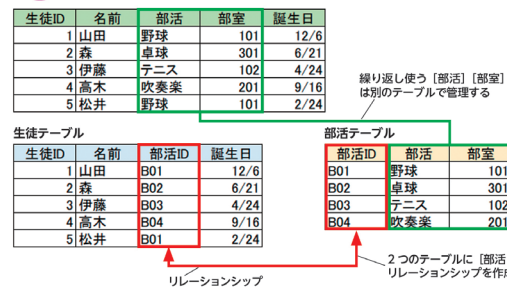 生徒ID 名前 部活 部室 誕生日
1 山田 野球 101 12/6
2 森 卓球 301 6/21
3 伊藤 テニス 102 4/24
4 高木 吹奏楽 201 9/16
5 松井 野球 101 2/24
繰り返し使う［部活］［部室］
は別のテーブルで管理する
生徒テーブル
生徒ID 名前 部活ID 誕生日
1 山田 B01 12/6
2 森 B02 6/21
3 伊藤 B03 4/24
4 高木 B04 9/16
5 松井 B01 2/24
部活テーブル
部活ID 部活 部室
B01 野球 101
B02 卓球 301
B03 テニス 102
B04 吹奏楽 201
リレーションシップ
2つのテーブルに［部活
リレーションシップを作